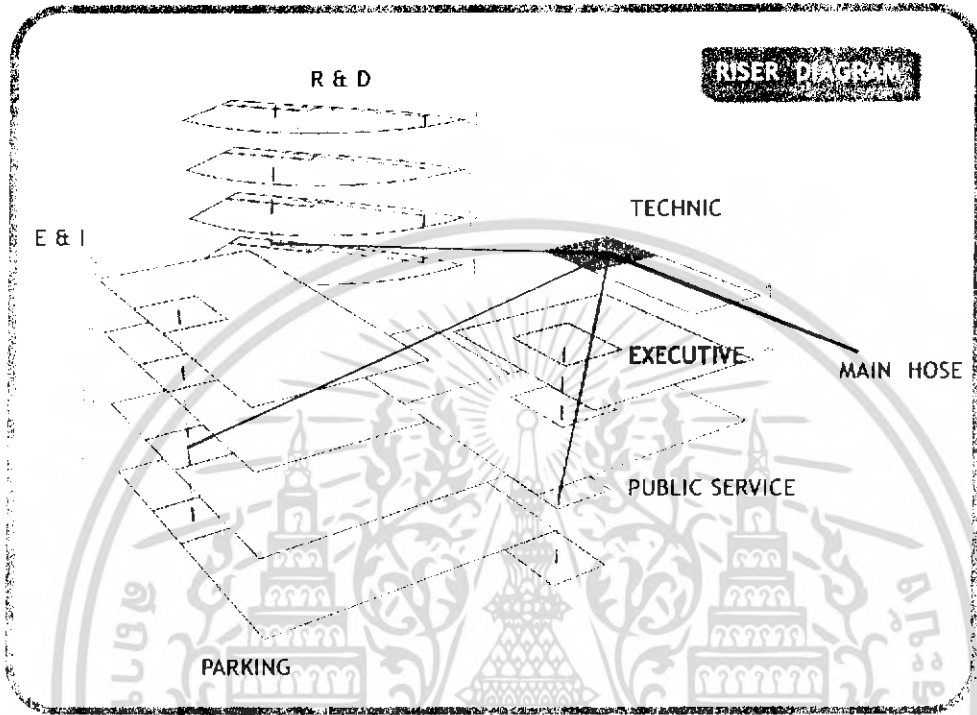 RISER DIAGRAM
R & D
TECHNIC
E & I
EXECUTIVE
MAIN HOSE
PUBLIC SERVICE
PARKING